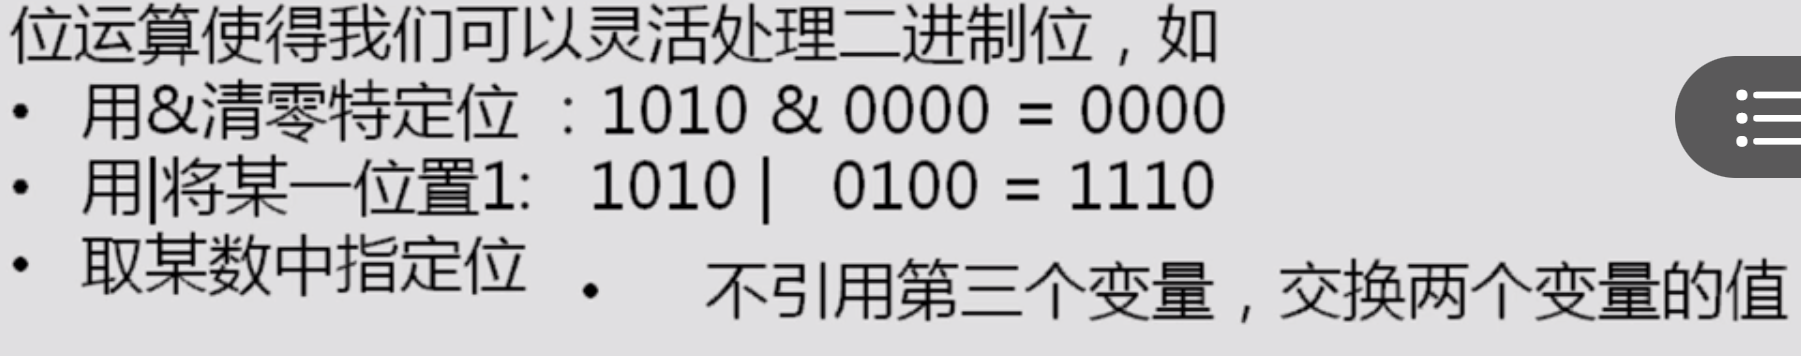 位运算使得我们可以灵活处理二进制位，如
• 用&清零特定位 ：1010 & 0000 = 0000
• 用|将某一位置1: 1010 | 0100 = 1110
• 取某数中指定位
• 不引用第三个变量，交换两个变量的值